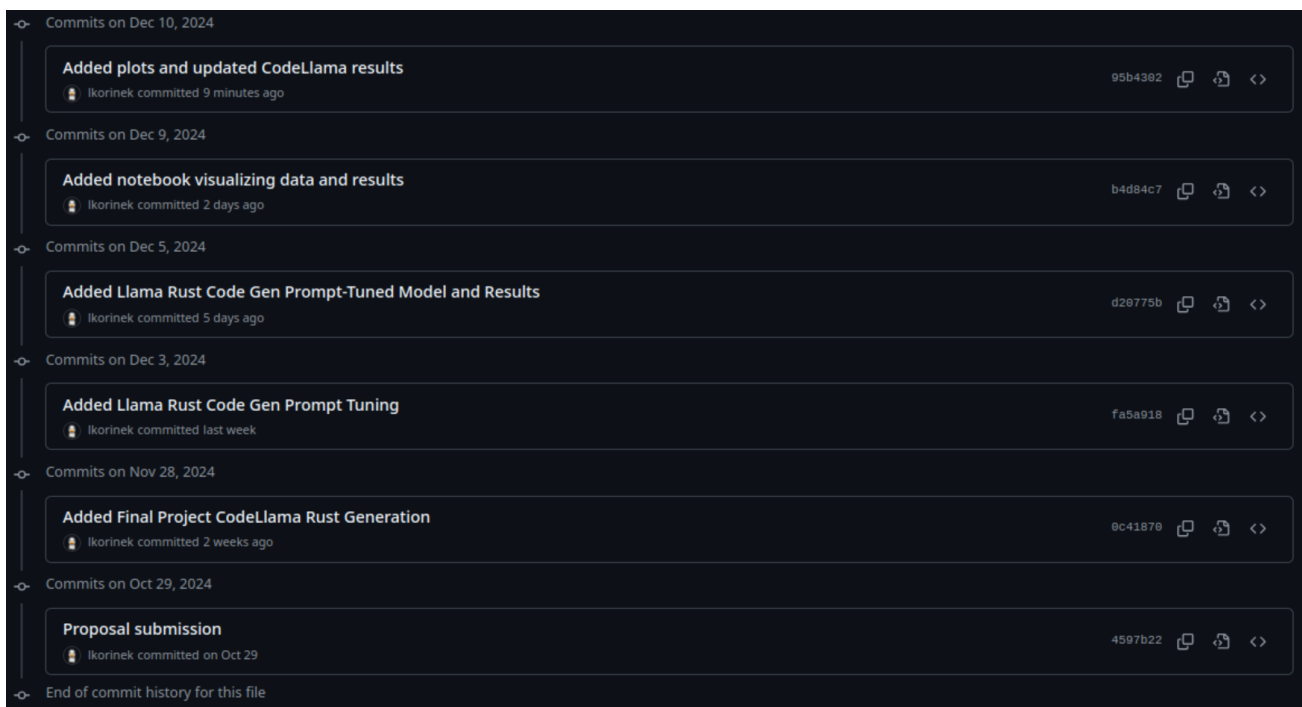 Commits on Dec 10, 2024
Added plots and updated CodeLlama results
95b4302
lkorinek committed 9 minutes ago
Commits on Dec 9, 2024
Added notebook visualizing data and results
b4d84c7
lkorinek committed 2 days ago
Commits on Dec 5, 2024
Added Llama Rust Code Gen Prompt-Tuned Model and Results
d20775b
lkorinek committed 5 days ago
Commits on Dec 3, 2024
Added Llama Rust Code Gen Prompt Tuning
fa5a918
lkorinek committed last week
Commits on Nov 28, 2024
Added Final Project CodeLlama Rust Generation
0c41870
lkorinek committed 2 weeks ago
Commits on Oct 29, 2024
Proposal submission
4597b22
lkorinek committed on Oct 29
End of commit history for this file